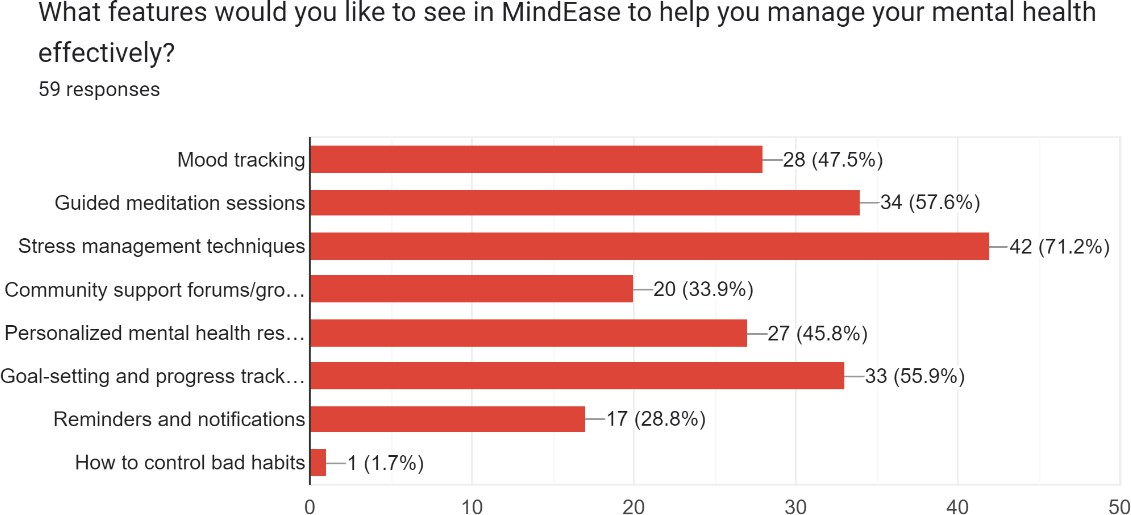 What features would you like to see in MindEase to help you manage your mental health
effectively?
59 responses
Mood tracking 28 (47.5%)
Guided meditation sessions 34 (57.6%)
Stress management techniques 42 (71.2%)
Community support forums/gro... 20 (33.9%)
Personalized mental health res... 27 (45.8%)
Goal-setting and progress track... 33 (55.9%)
Reminders and notifications 17 (28.8%)
How to control bad habits 1 (1.7%)
0 10 20 30 40 50